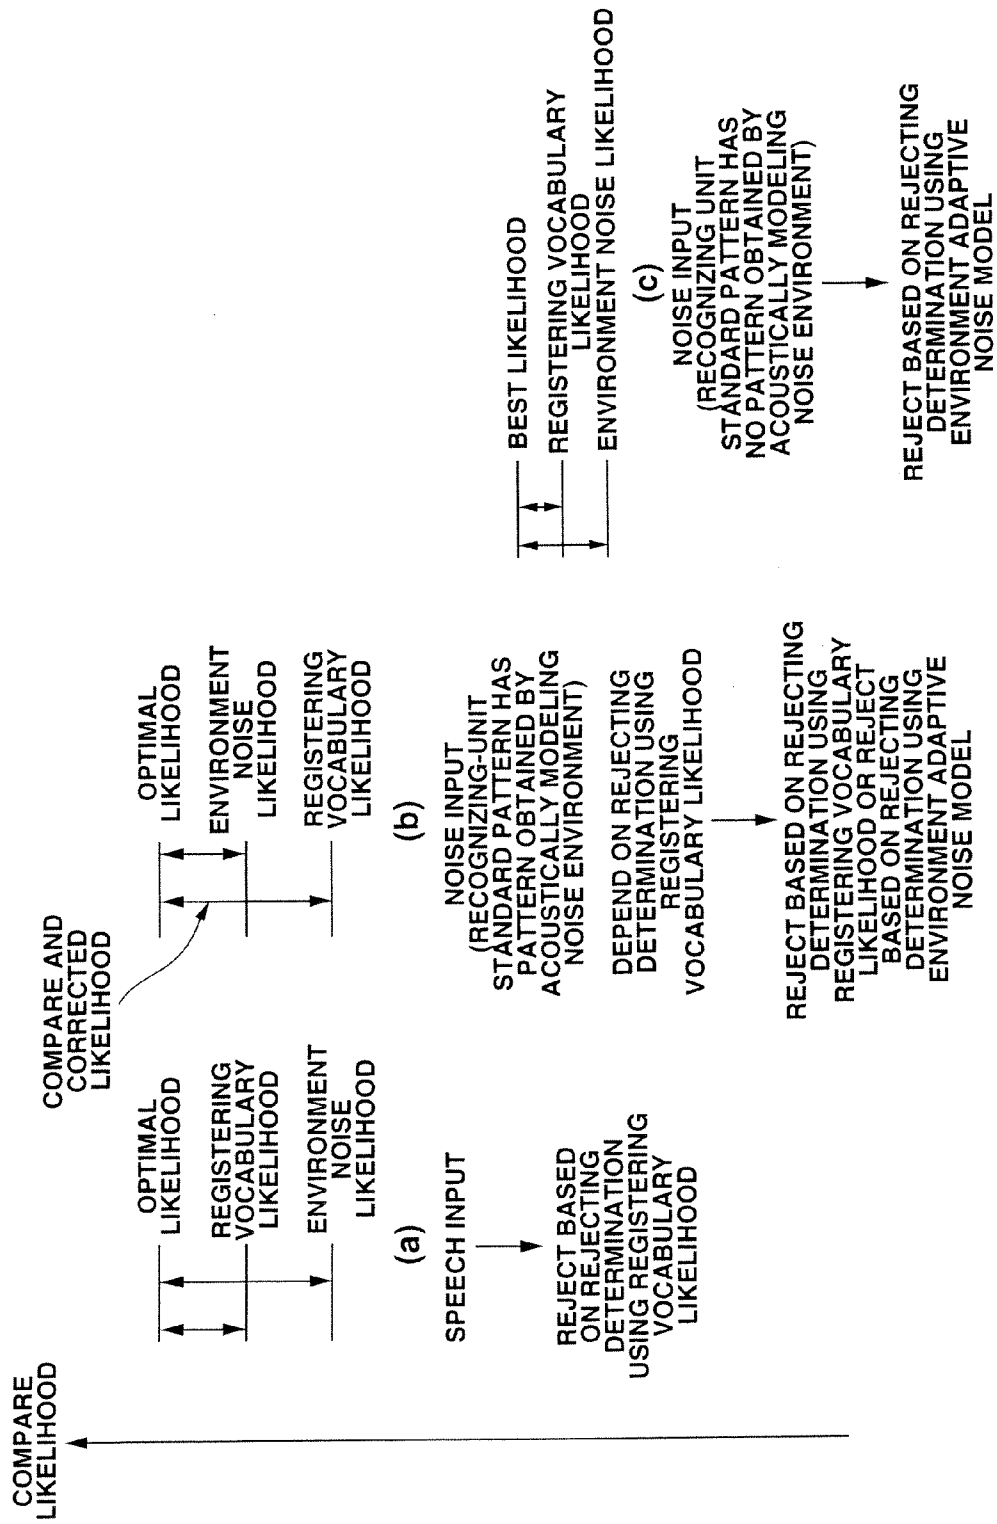 COMPARE
LIKELIHOOD
OPTIMAL
LIKELIHOOD
REGISTERING
VOCABULARY
LIKELIHOOD
ENVIRONMENT
NOISE
LIKELIHOOD
(a)
SPEECH INPUT
REJECT BASED
ON REJECTING
DETERMINATION
USING REGISTERING
VOCABULARY
LIKELIHOOD
COMPARE AND
CORRECTED
LIKELIHOOD
OPTIMAL
LIKELIHOOD
ENVIRONMENT
NOISE
LIKELIHOOD
REGISTERING
VOCABULARY
LIKELIHOOD
(b)
NOISE INPUT
(RECOGNIZING-UNIT
STANDARD PATTERN HAS
PATTERN OBTAINED BY
ACOUSTICALLY MODELING
NOISE ENVIRONMENT)
DEPEND ON REJECTING
DETERMINATION USING
REGISTERING
VOCABULARY LIKELIHOOD
REJECT BASED ON REJECTING
DETERMINATION USING
REGISTERING VOCABULARY
LIKELIHOOD OR REJECT
BASED ON REJECTING
DETERMINATION USING
ENVIRONMENT ADAPTIVE
NOISE MODEL
BEST LIKELIHOOD
REGISTERING VOCABULARY
LIKELIHOOD
ENVIRONMENT NOISE LIKELIHOOD
(c)
NOISE INPUT
(RECOGNIZING UNIT
STANDARD PATTERN HAS
NO PATTERN OBTAINED BY
ACOUSTICALLY MODELING
NOISE ENVIRONMENT)
REJECT BASED ON REJECTING
DETERMINATION USING
ENVIRONMENT ADAPTIVE
NOISE MODEL